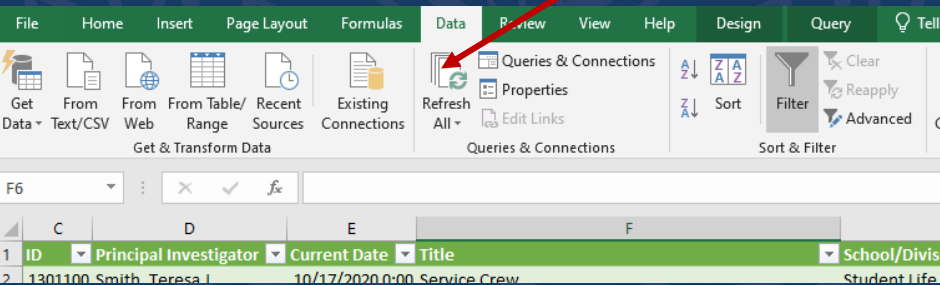 File Home Insert Page Layout Formulas Data Review View Help Design Query Tell
Get Data From Text/CSV From Web From Table/ Range Recent Sources Existing Connections Refresh All Queries & Connections Properties Edit Links Sort Filter Clear Reapply Advanced
Get & Transform Data Queries & Connections Sort & Filter
F6 fx
C D E F
1 ID Principal Investigator Current Date Title School/Divis
2 1301100 Smith, Teresa L 10/17/2020 0:00 Service Crew Student Life